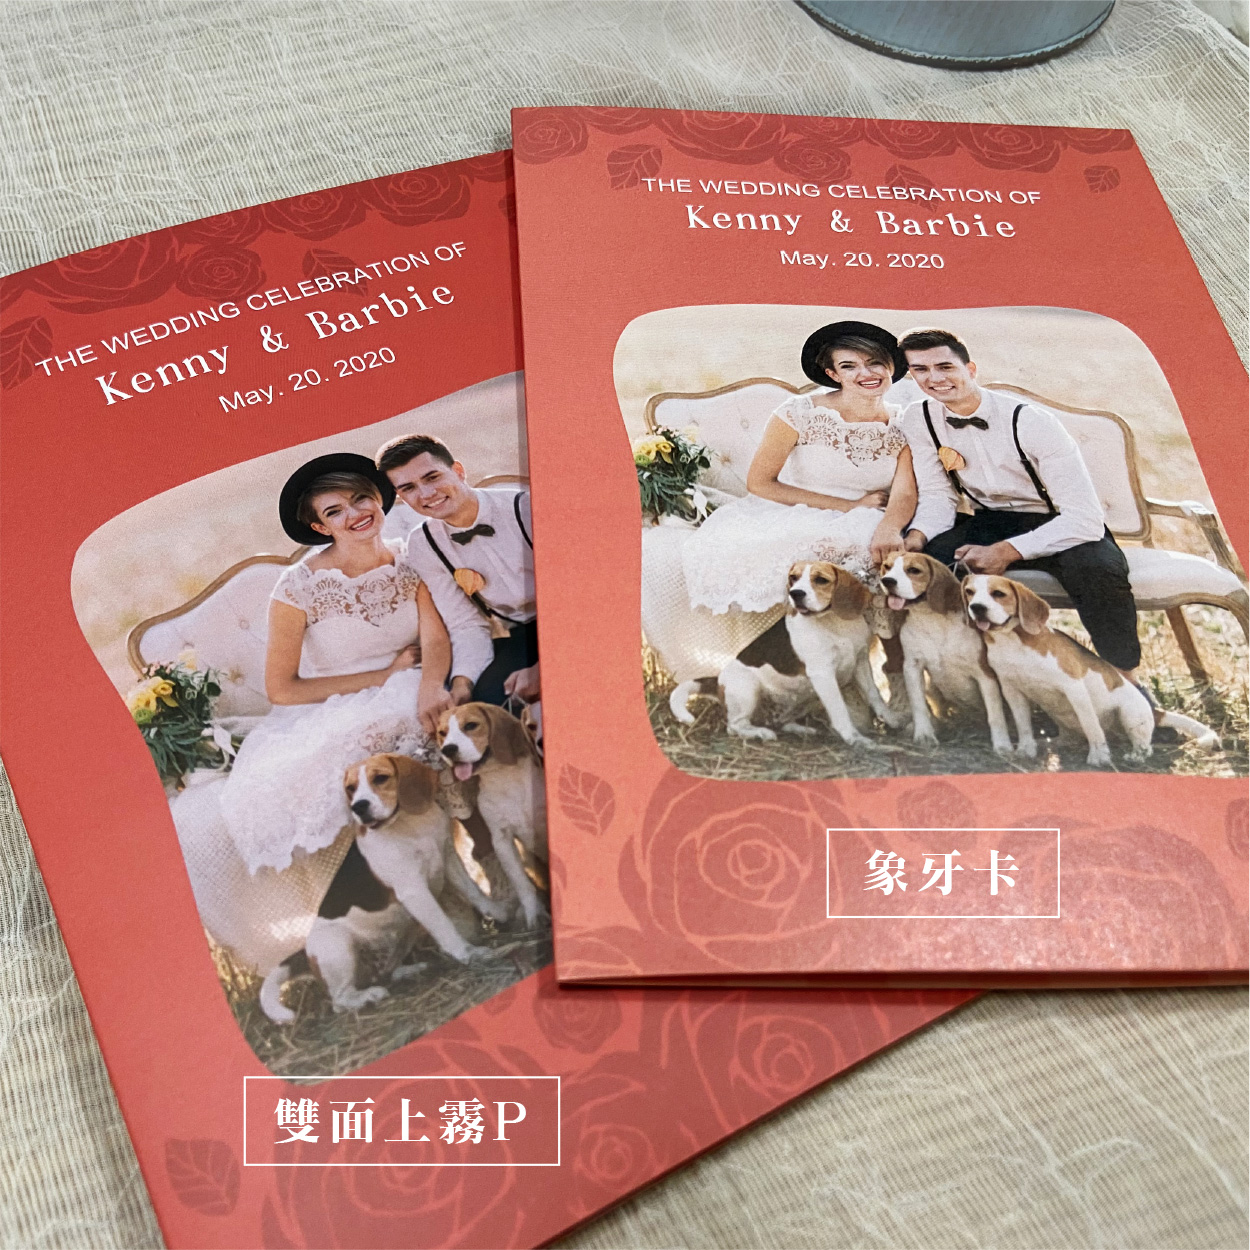 THE WEDDING CELEBRATION OF
Kenny & Barbie
May. 20. 2020
THE WEDDING CELEBRATION OF
Kenny & Barbie
May. 20. 2020
象牙卡
雙面上霧P